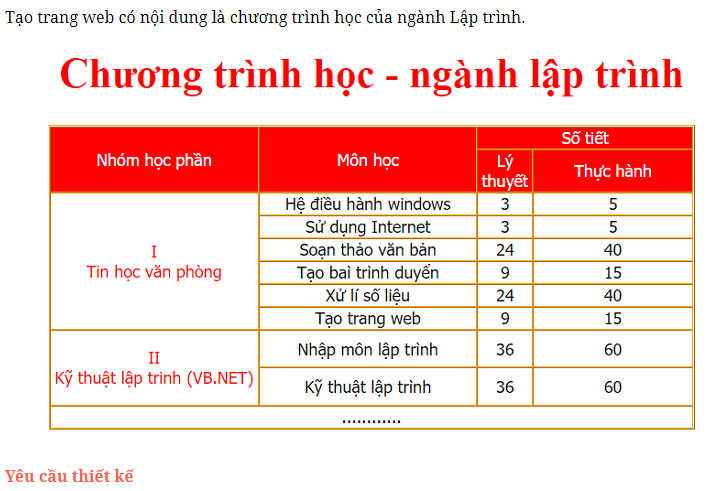 Tạo trang web có nội dung là chương trình học của ngành Lập trình.
Chương trình học - ngành lập trình
Nhóm học phần
Môn học
Số tiết
Lý
thuyết
Thực hành
I
Tin học văn phòng
Hệ điều hành windows 3 5
Sử dụng Internet 3 5
Soạn thảo văn bản 24 40
Tạo bài trình duyển 9 15
Xử lí số liệu 24 40
Tạo trang web 9 15
II
Kỹ thuật lập trinh (VB.NET)
Nhập môn lập trình 36 60
Kỹ thuật lập trình 36 60
............
Yêu cầu thiết kế